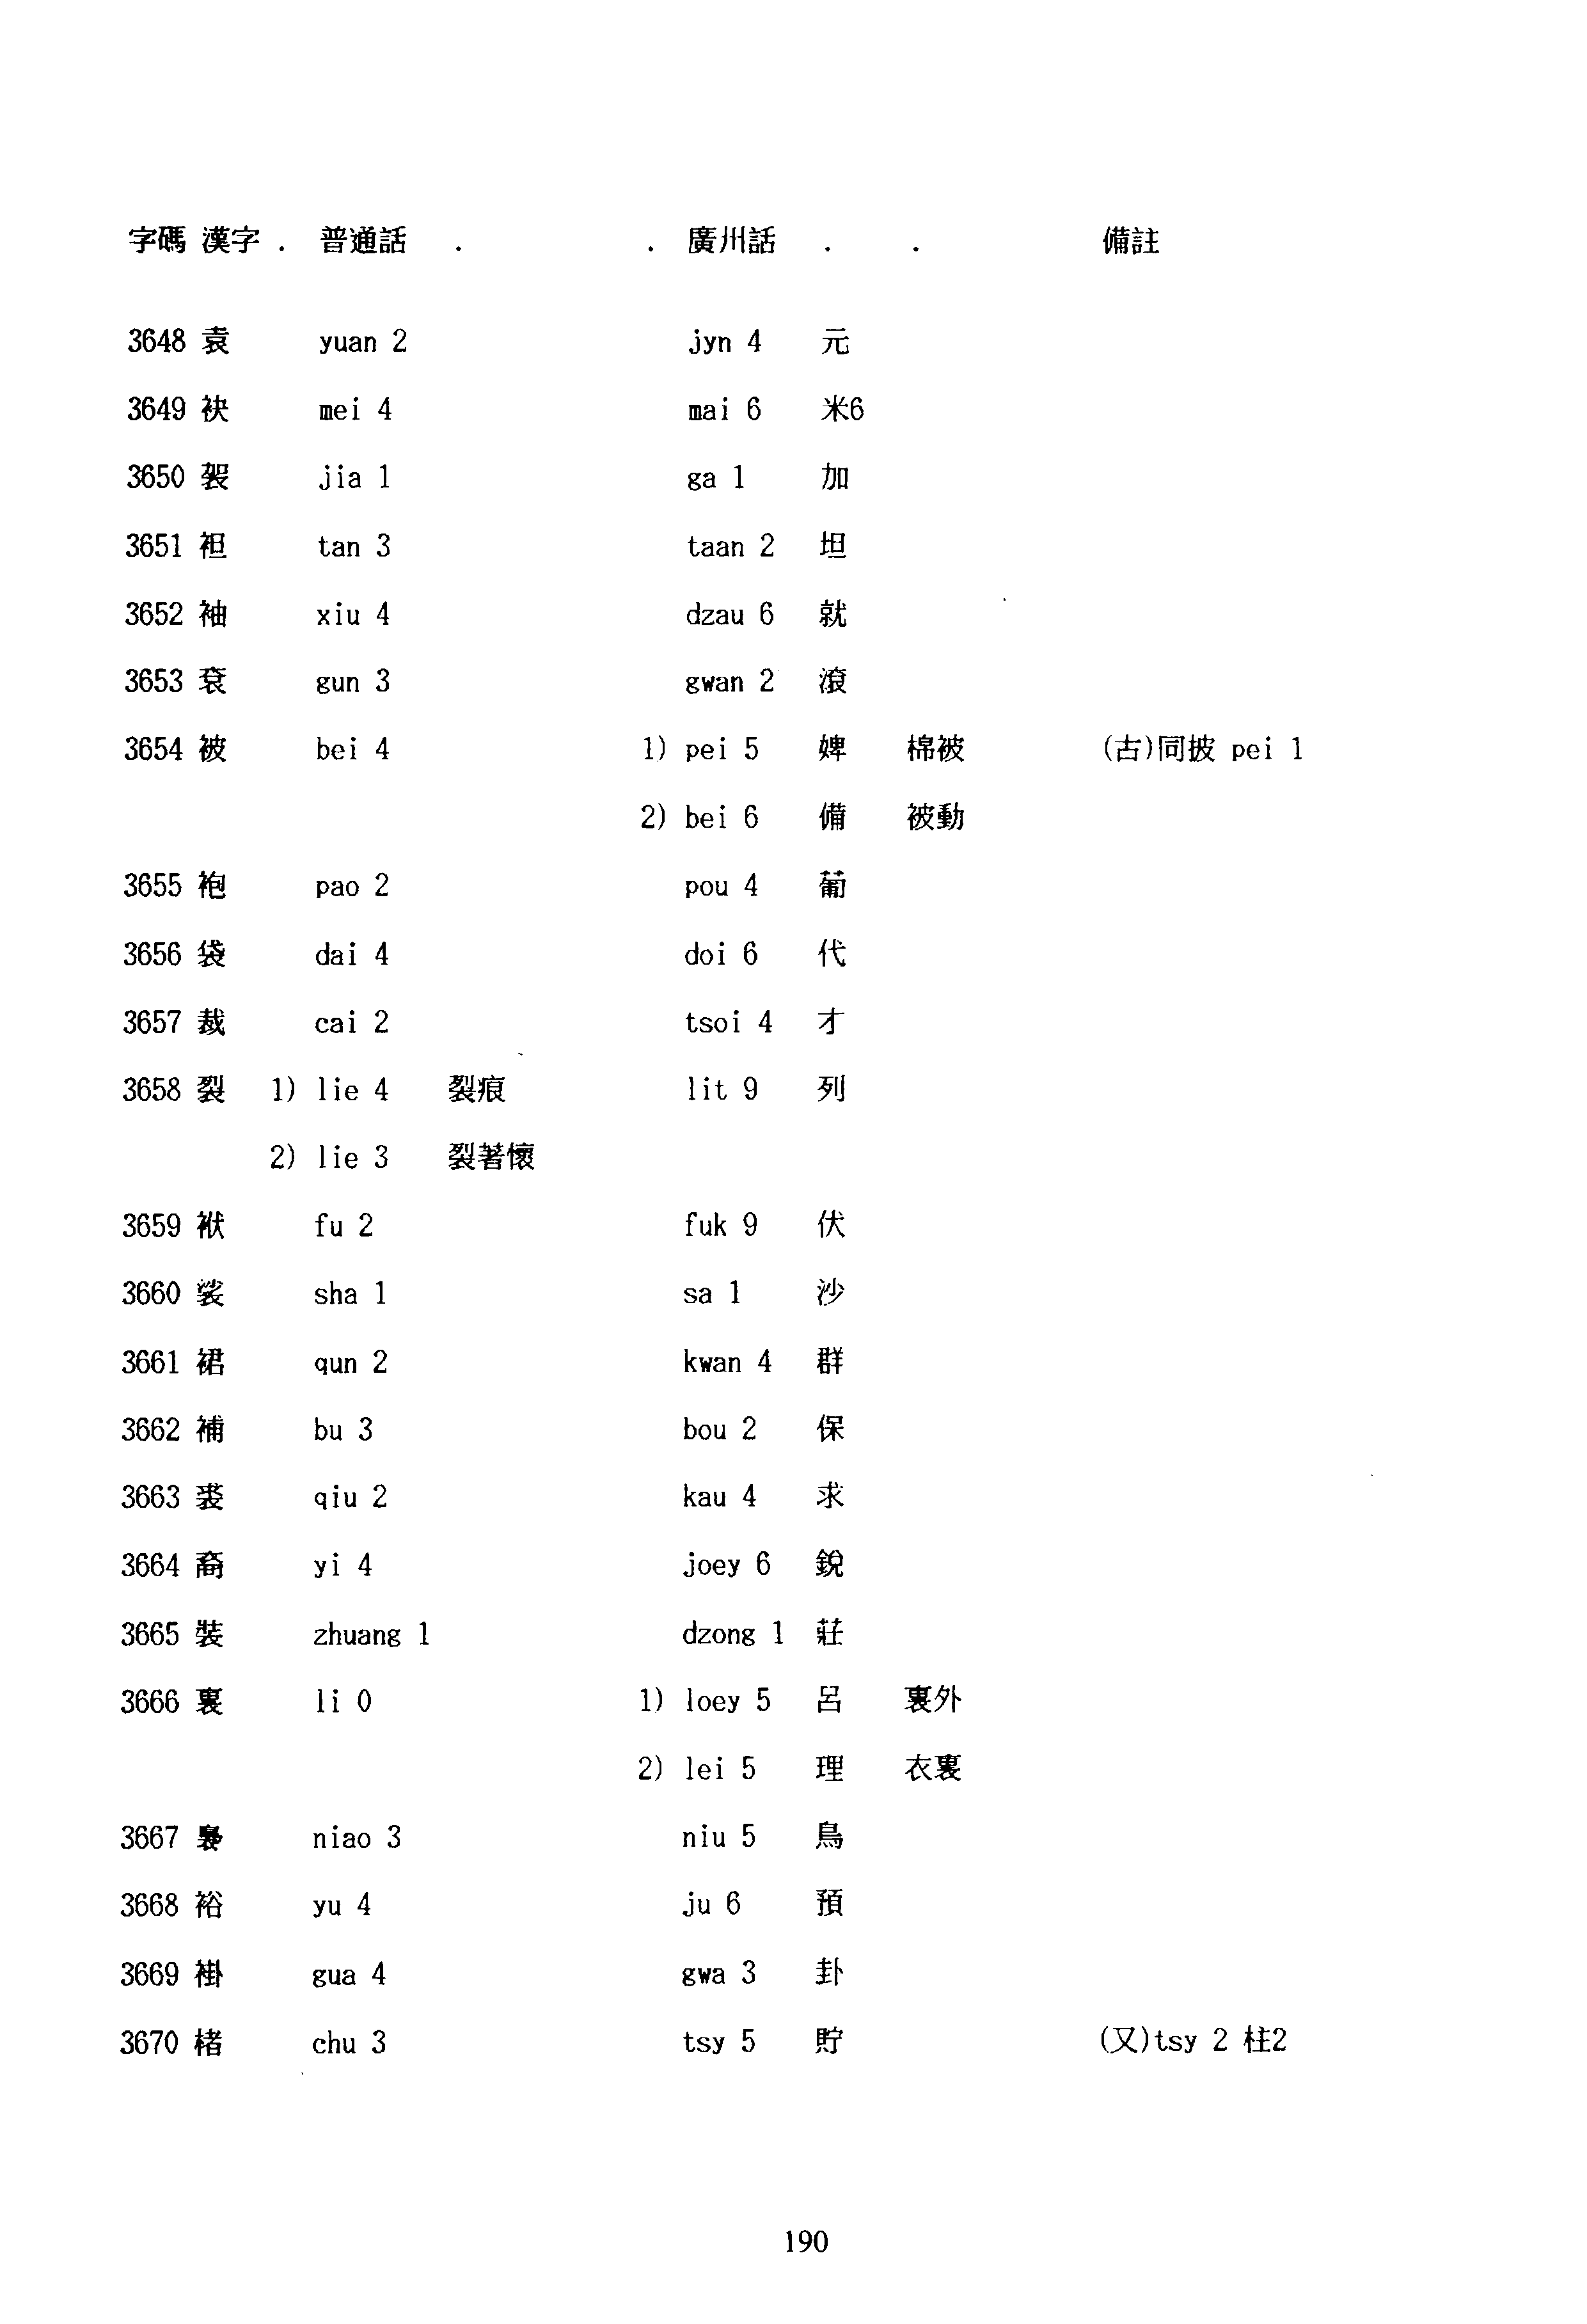 字碼 漢字 . 普通話 . . 廣州話 . . 備註
3648 袁 yuan 2 jyn 4 元
3649 袂 mei 4 mai 6 米6
3650 袈 jia 1 ga 1 加
3651 袒 tan 3 taan 2 坦
3652 袖 xiu 4 dzau 6 就
3653 袞 gun 3 gwan 2 滾
3654 被 bei 4 1) pei 5 婢 棉被 (古)同披 pei 1
2) bei 6 備 被動
3655 袍 pao 2 pou 4 葡
3656 袋 dai 4 doi 6 代
3657 裁 cai 2 tsoi 4 才
3658 裂 1) lie 4 裂痕 lit 9 列
2) lie 3 裂著懷
3659 袱 fu 2 fuk 9 伏
3660 裟 sha 1 sa 1 沙
3661 裙 qun 2 kwan 4 群
3662 補 bu 3 bou 2 保
3663 裘 qiu 2 kau 4 求
3664 裔 yi 4 joey 6 銳
3665 裝 zhuang 1 dzong 1 莊
3666 裏 li 0 1) loey 5 呂 裏外
2) lei 5 理 衣裏
3667 裊 niao 3 niu 5 鳥
3668 裕 yu 4 ju 6 預
3669 褂 gua 4 gwa 3 卦
3670 褚 chu 3 tsy 5 貯 (又)tsy 2 柱2
190